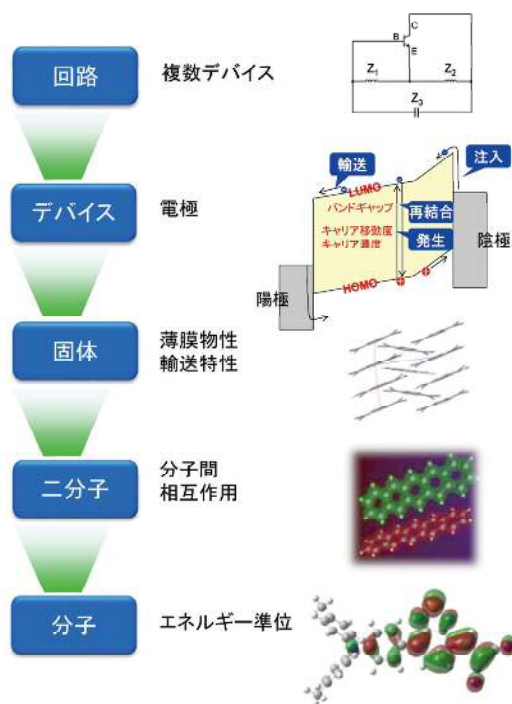 回路
複数デバイス
C
B
E
Z1
Z2
Z3
デバイス
電極
輸送
注入
LUMO
バンドギャップ
再結合
キャリア移動度
キャリア濃度
発生
HOMO
陽極
陰極
固体
薄膜物性
輸送特性
二分子
分子間
相互作用
分子
エネルギー準位